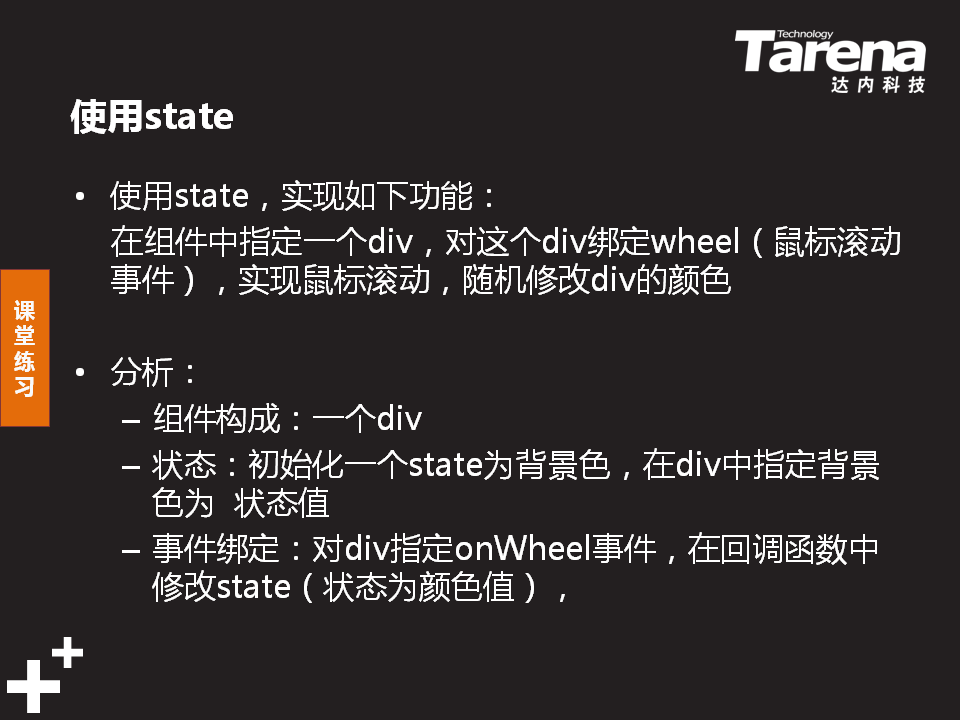 Technology
Tarena
达内科技
使用state
• 使用state，实现如下功能：
在组件中指定一个div，对这个div绑定wheel（鼠标滚动
事件），实现鼠标滚动，随机修改div的颜色
课
堂
练
习
• 分析：
– 组件构成：一个div
– 状态：初始化一个state为背景色，在div中指定背景
色为 状态值
– 事件绑定：对div指定onWheel事件，在回调函数中
修改state（状态为颜色值），